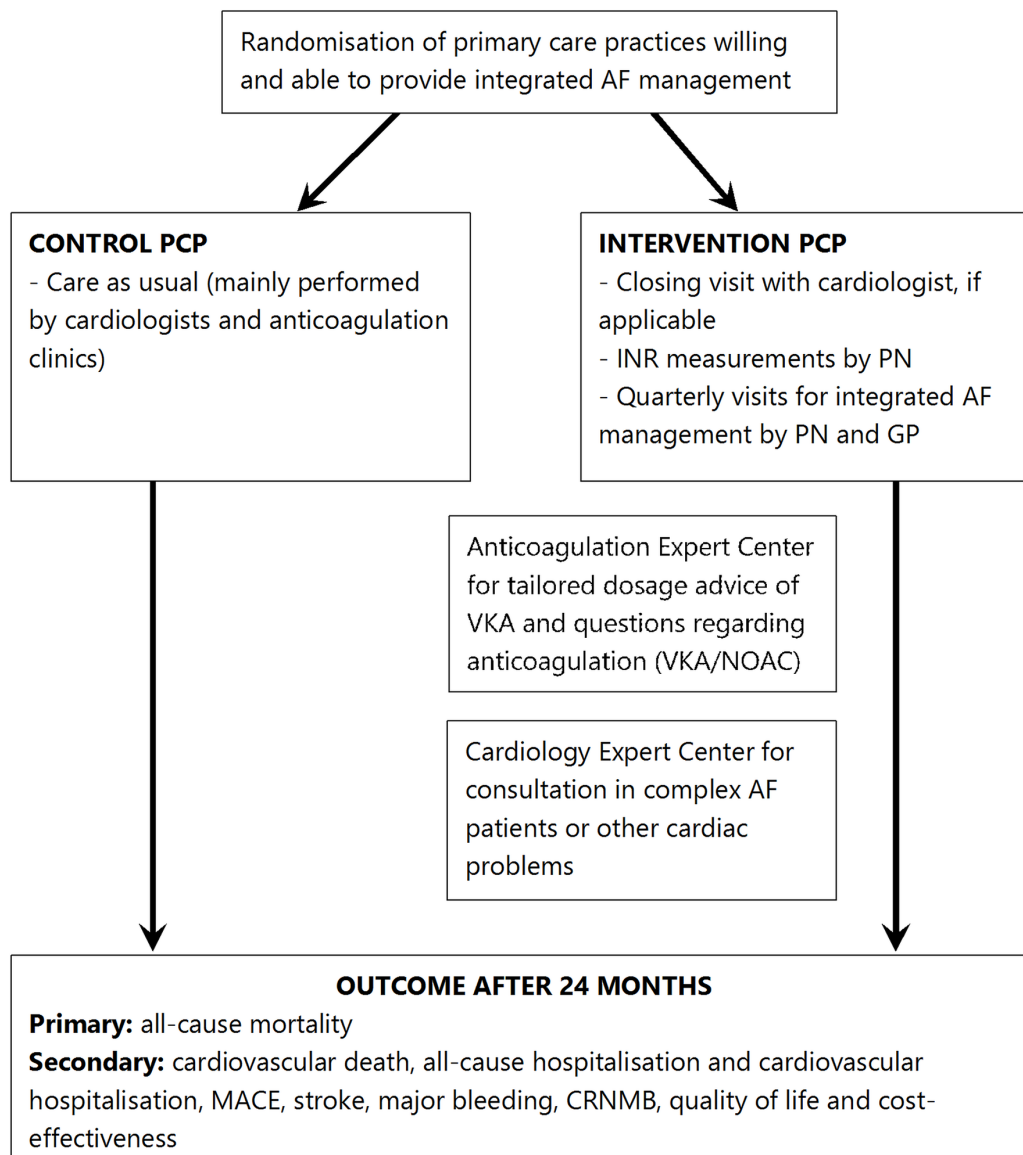 Randomisation of primary care practices willing
and able to provide integrated AF management
CONTROL PCP
- Care as usual (mainly performed
by cardiologists and anticoagulation
clinics)
INTERVENTION PCP
- Closing visit with cardiologist, if
applicable
- INR measurements by PN
- Quarterly visits for integrated AF
management by PN and GP
Anticoagulation Expert Center
for tailored dosage advice of
VKA and questions regarding
anticoagulation (VKA/NOAC)
Cardiology Expert Center for
consultation in complex AF
patients or other cardiac
problems
OUTCOME AFTER 24 MONTHS
Primary: all-cause mortality
Secondary: cardiovascular death, all-cause hospitalisation and cardiovascular
hospitalisation, MACE, stroke, major bleeding, CRNMB, quality of life and cost-
effectiveness